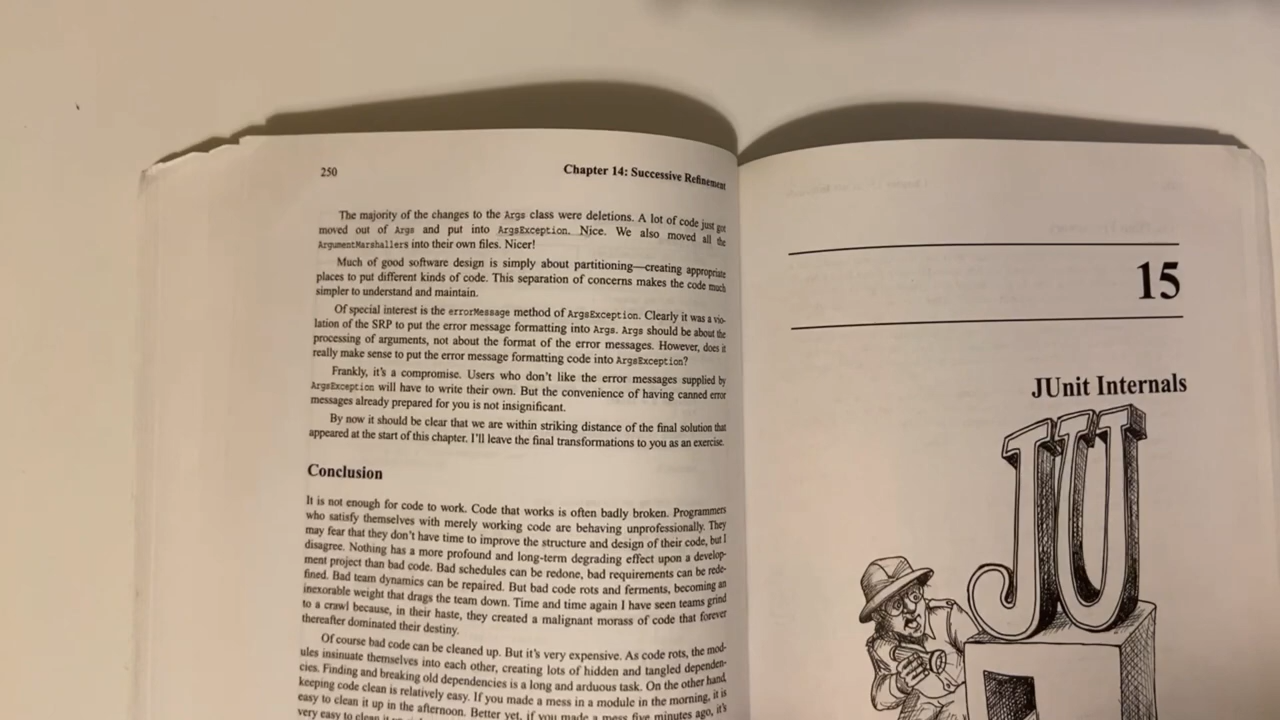 250
Chapter 14: Successive Refinement
The majority of the changes to the Args class were deletions. A lot of code just got
moved out of Args and put into ArgsException. Nice. We also moved all the
ArgumentMarshallers into their own files. Nicer!
Much of good software design is simply about partitioning—creating appropriate
places to put different kinds of code. This separation of concerns makes the code much
simpler to understand and maintain.
Of special interest is the errorMessage method of ArgsException. Clearly it was a vio-
lation of the SRP to put the error message formatting into Args. Args should be about the
processing of arguments, not about the format of the error messages. However, does it
really make sense to put the error message formatting code into ArgsException?
Frankly, it's a compromise. Users who don't like the error messages supplied by
ArgsException will have to write their own. But the convenience of having canned error
messages already prepared for you is not insignificant.
By now it should be clear that we are within striking distance of the final solution that
appeared at the start of this chapter. I'll leave the final transformations to you as an exercise.
Conclusion
It is not enough for code to work. Code that works is often badly broken. Programmers
who satisfy themselves with merely working code are behaving unprofessionally. They
may fear that they don't have time to improve the structure and design of their code, but I
disagree. Nothing has a more profound and long-term degrading effect upon a develop-
ment project than bad code. Bad schedules can be redone, bad requirements can be rede-
fined. Bad team dynamics can be repaired. But bad code rots and ferments, becoming an
inexorable weight that drags the team down. Time and time again I have seen teams grind
to a crawl because, in their haste, they created a malignant morass of code that forever
thereafter dominated their destiny.
Of course bad code can be cleaned up. But it's very expensive. As code rots, the mod-
ules insinuate themselves into each other, creating lots of hidden and tangled dependen-
cies. Finding and breaking old dependencies is a long and arduous task. On the other hand,
keeping code clean is relatively easy. If you made a mess in a module in the morning, it is
easy to clean it up in the afternoon. Better yet, if you made a mess five minutes ago, it's
very easy to clean it
15
JUnit Internals
JU